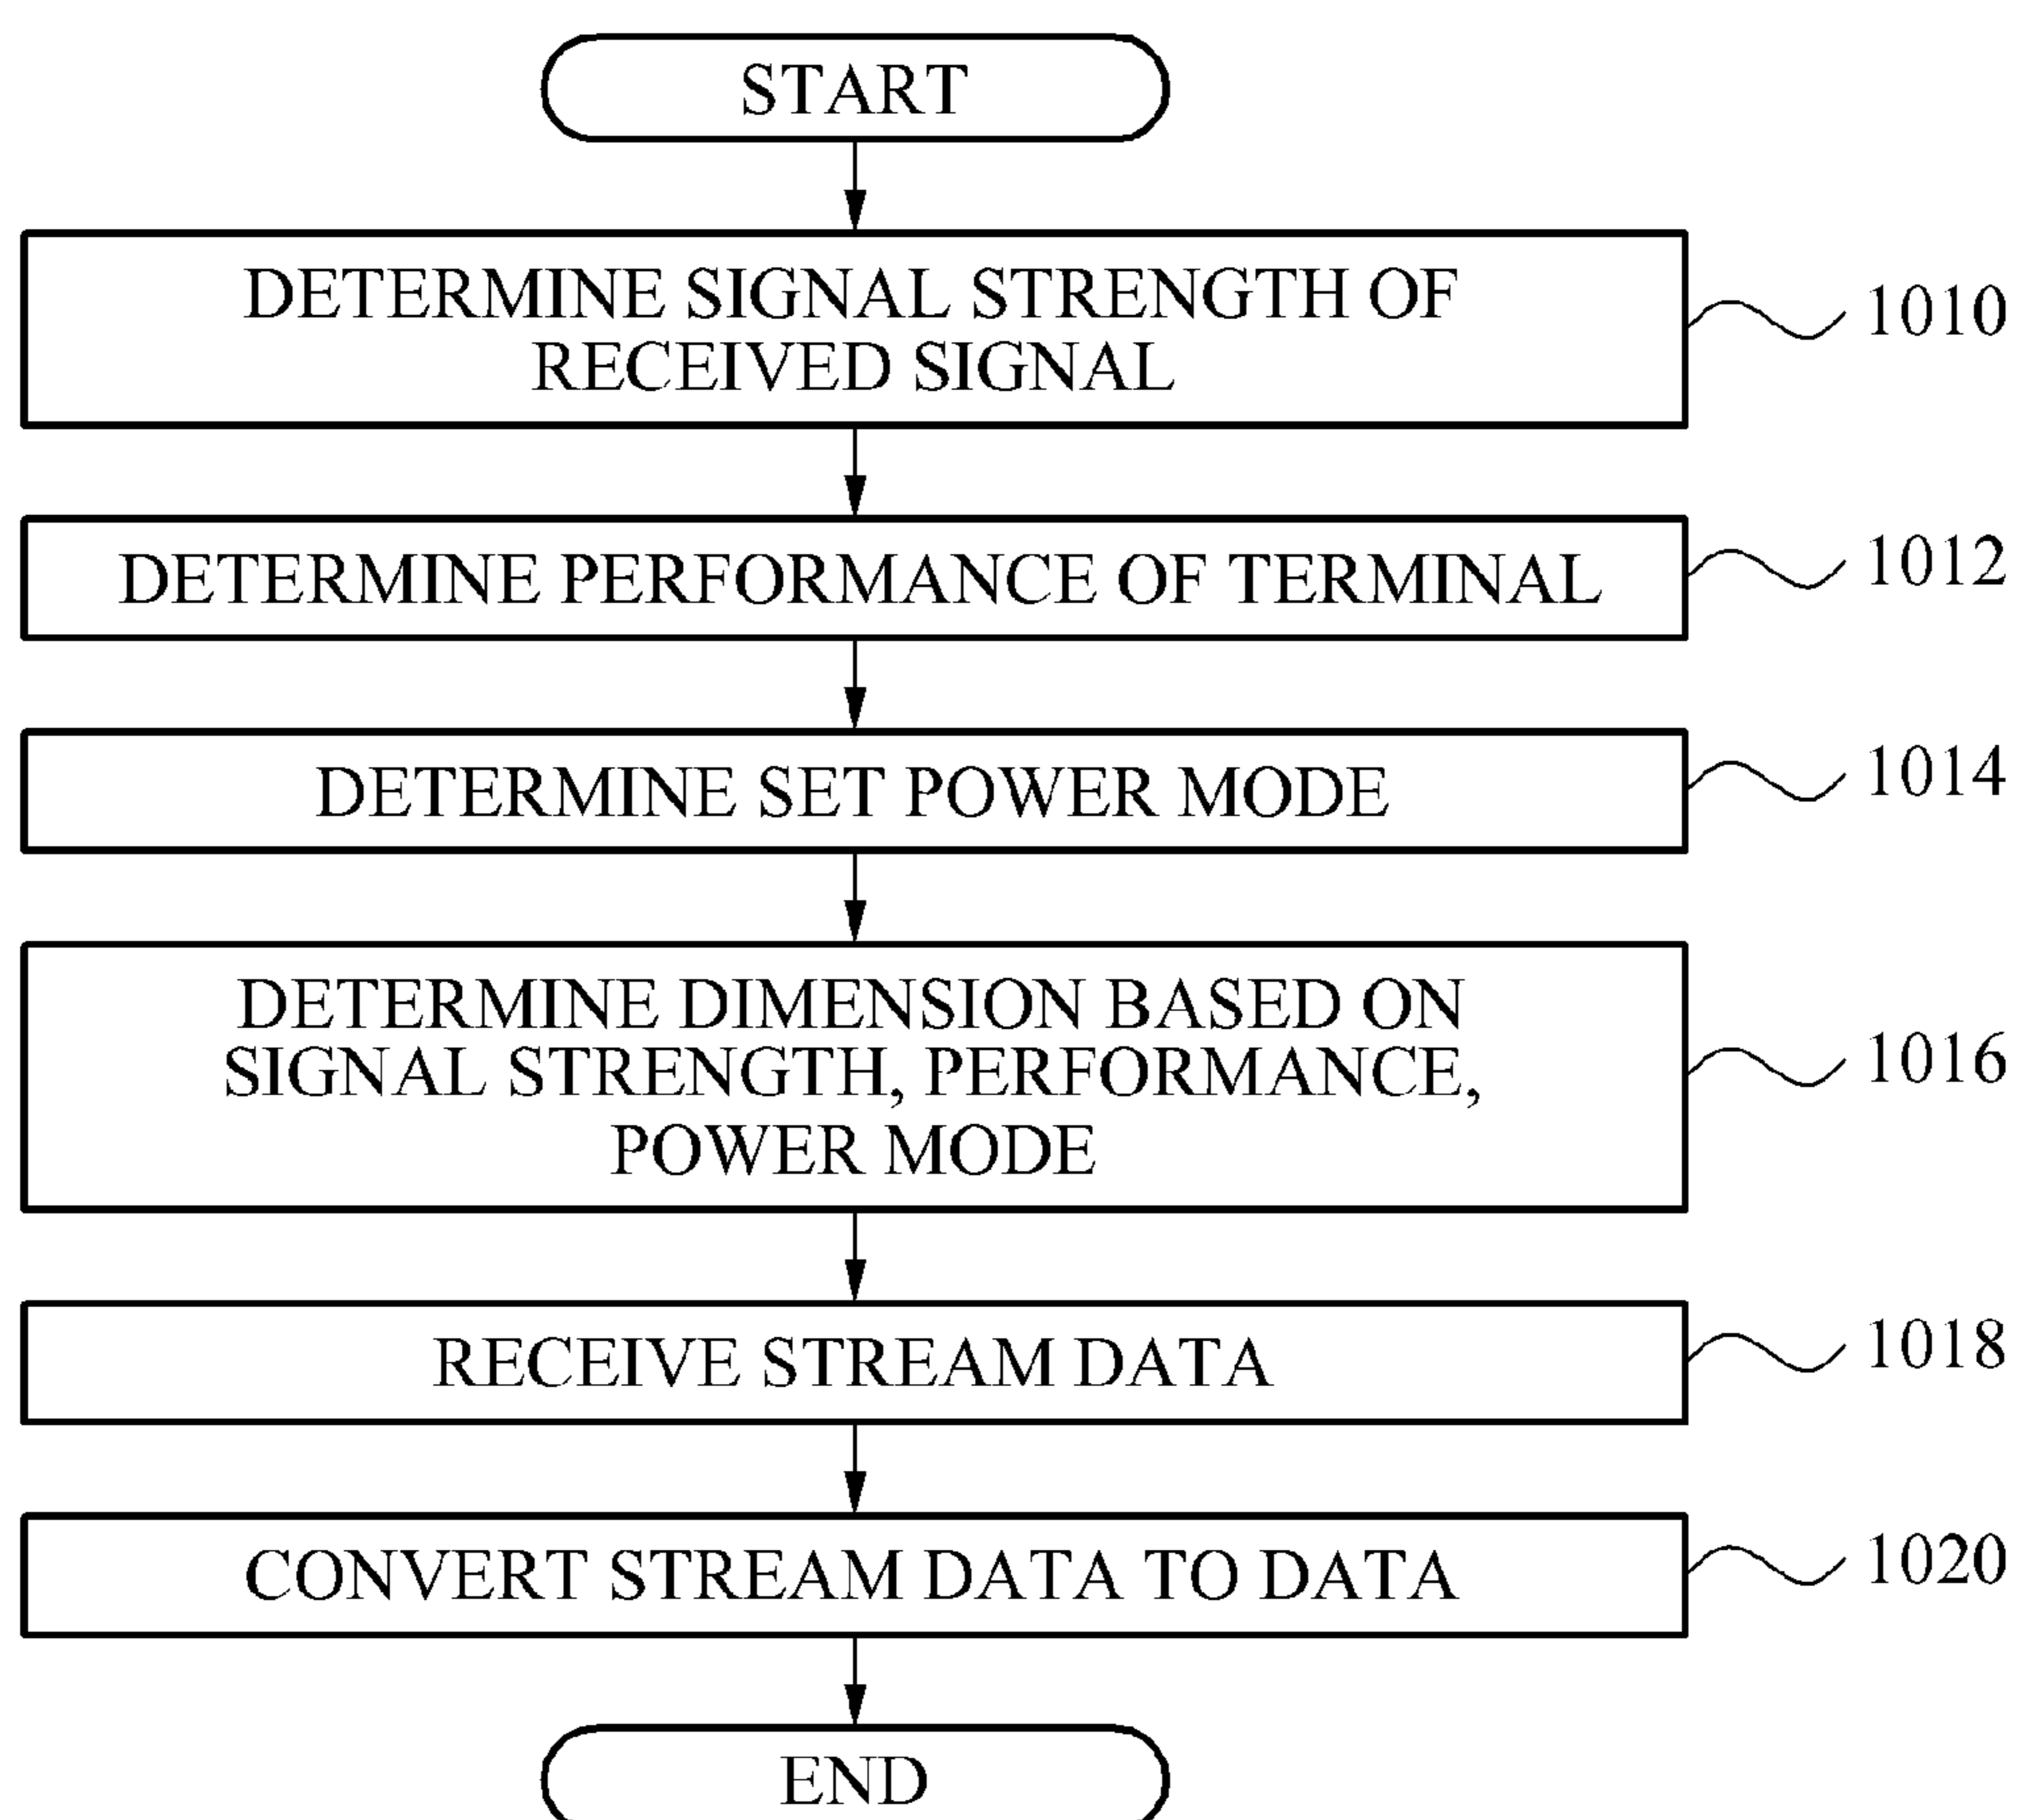 START
DETERMINE SIGNAL STRENGTH OF
RECEIVED SIGNAL
1010
DETERMINE PERFORMANCE OF TERMINAL
1012
DETERMINE SET POWER MODE
1014
DETERMINE DIMENSION BASED ON
SIGNAL STRENGTH, PERFORMANCE,
POWER MODE
1016
RECEIVE STREAM DATA
1018
CONVERT STREAM DATA TO DATA
1020
END